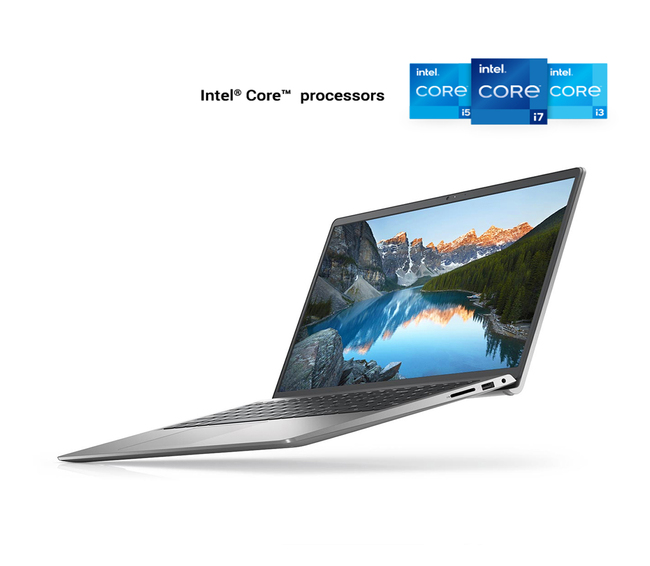 Intel® Core™ processors
intel.
CORE
i5
intel.
CORE
i7
intel.
CORE
i3